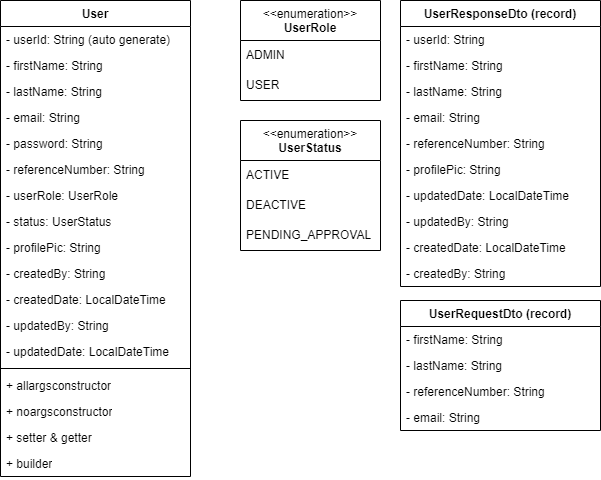 User
- userId: String (auto generate)
- firstName: String
- lastName: String
- email: String
- password: String
- referenceNumber: String
- userRole: UserRole
- status: UserStatus
- profilePic: String
- createdBy: String
- createdDate: LocalDateTime
- updatedBy: String
- updatedDate: LocalDateTime
+ allargsconstructor
+ noargsconstructor
+ setter & getter
+ builder
<<enumeration>>
UserRole
ADMIN
USER
<<enumeration>>
UserStatus
ACTIVE
DEACTIVE
PENDING_APPROVAL
UserResponseDto (record)
- userId: String
- firstName: String
- lastName: String
- email: String
- referenceNumber: String
- profilePic: String
- updatedDate: LocalDateTime
- updatedBy: String
- createdDate: LocalDateTime
- createdBy: String
UserRequestDto (record)
- firstName: String
- lastName: String
- referenceNumber: String
- email: String